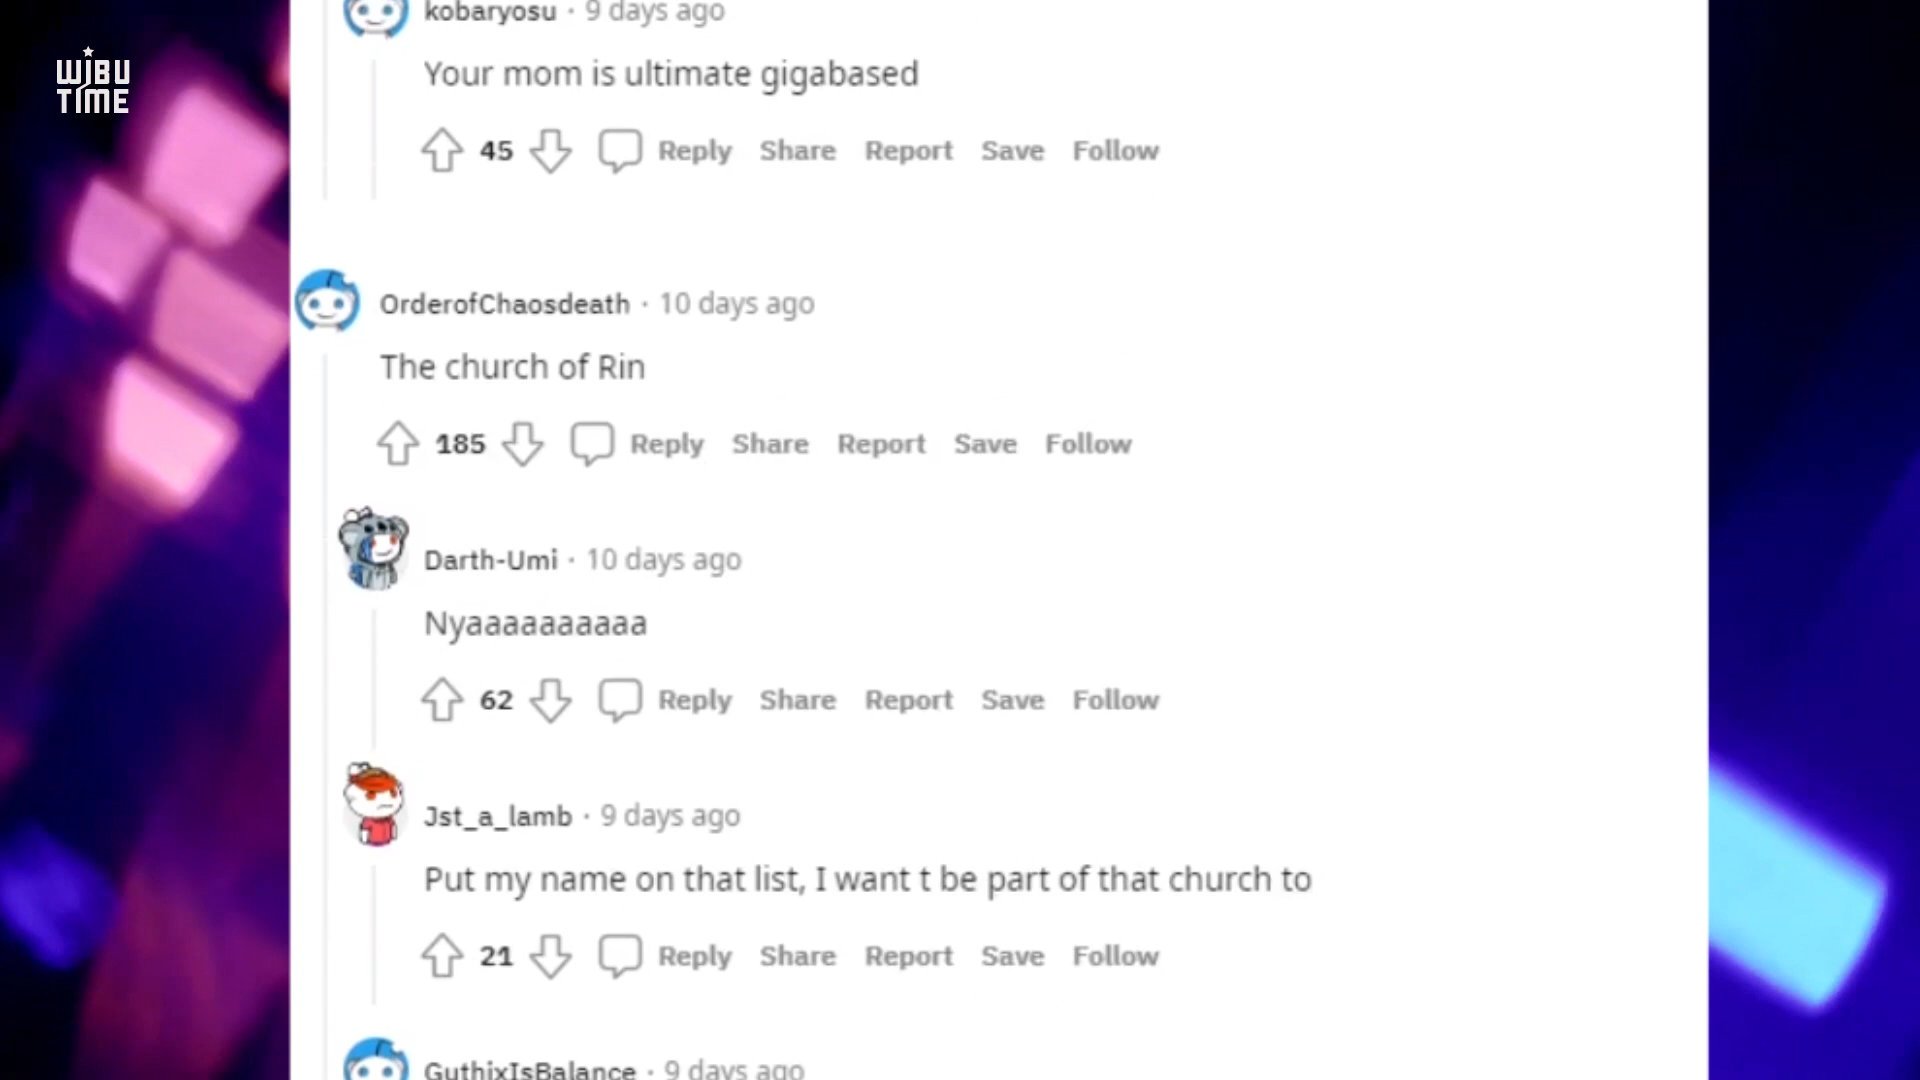 WIBU
TIME
kobaryosu · 9 days ago
Your mom is ultimate gigabased
45 Reply Share Report Save Follow
OrderofChaosdeath · 10 days ago
The church of Rin
185 Reply Share Report Save Follow
Darth-Umi · 10 days ago
Nyaaaaaaaaaa
62 Reply Share Report Save Follow
Jst_a_lamb · 9 days ago
Put my name on that list, I want t be part of that church to
21 Reply Share Report Save Follow
GuthixIsBalance · 9 days ago